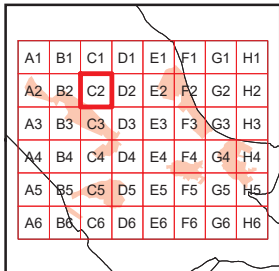 A1 B1 C1 D1 E1 F1 G1 H1
A2 B2 C2 D2 E2 F2 G2 H2
A3 B3 C3 D3 E3 F3 G3 H3
A4 B4 C4 D4 E4 F4 G4 H4
A5 B5 C5 D5 E5 F5 G5 H5
A6 B6 C6 D6 E6 F6 G6 H6